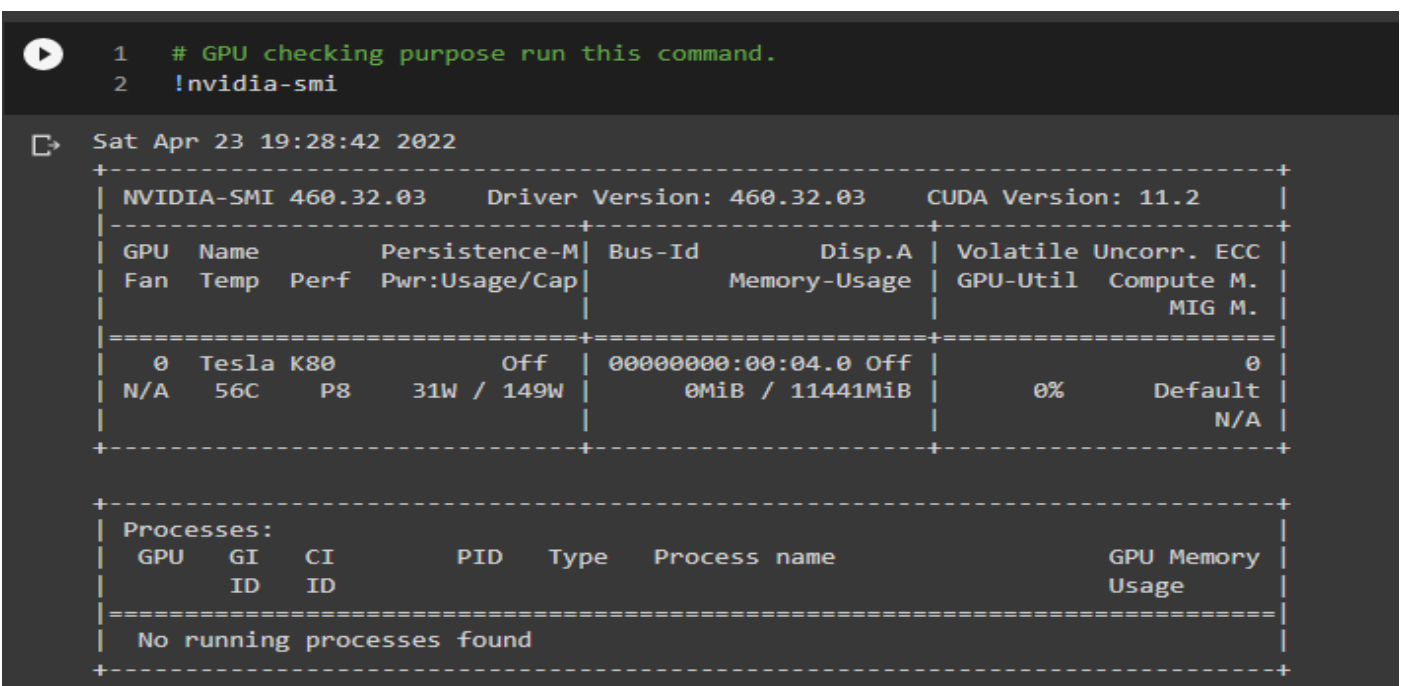 1 # GPU checking purpose run this command.
2 !nvidia-smi
Sat Apr 23 19:28:42 2022
+-----------------------------------------------------------------------------+
| NVIDIA-SMI 460.32.03    Driver Version: 460.32.03    CUDA Version: 11.2     |
|-------------------------------+----------------------+----------------------+
| GPU  Name        Persistence-M| Bus-Id        Disp.A | Volatile Uncorr. ECC |
| Fan  Temp  Perf  Pwr:Usage/Cap|         Memory-Usage | GPU-Util  Compute M. |
|                               |                      |               MIG M. |
|===============================+======================+======================|
|   0  Tesla K80           Off  | 00000000:00:04.0 Off |                    0 |
| N/A   56C    P8    31W / 149W |      0MiB / 11441MiB |      0%      Default |
|                               |                      |                  N/A |
+-------------------------------+----------------------+----------------------+
+-----------------------------------------------------------------------------+
| Processes:                                                                  |
|  GPU   GI   CI        PID   Type   Process name                  GPU Memory |
|        ID   ID                                                   Usage      |
|=============================================================================|
|  No running processes found                                                 |
+-----------------------------------------------------------------------------+